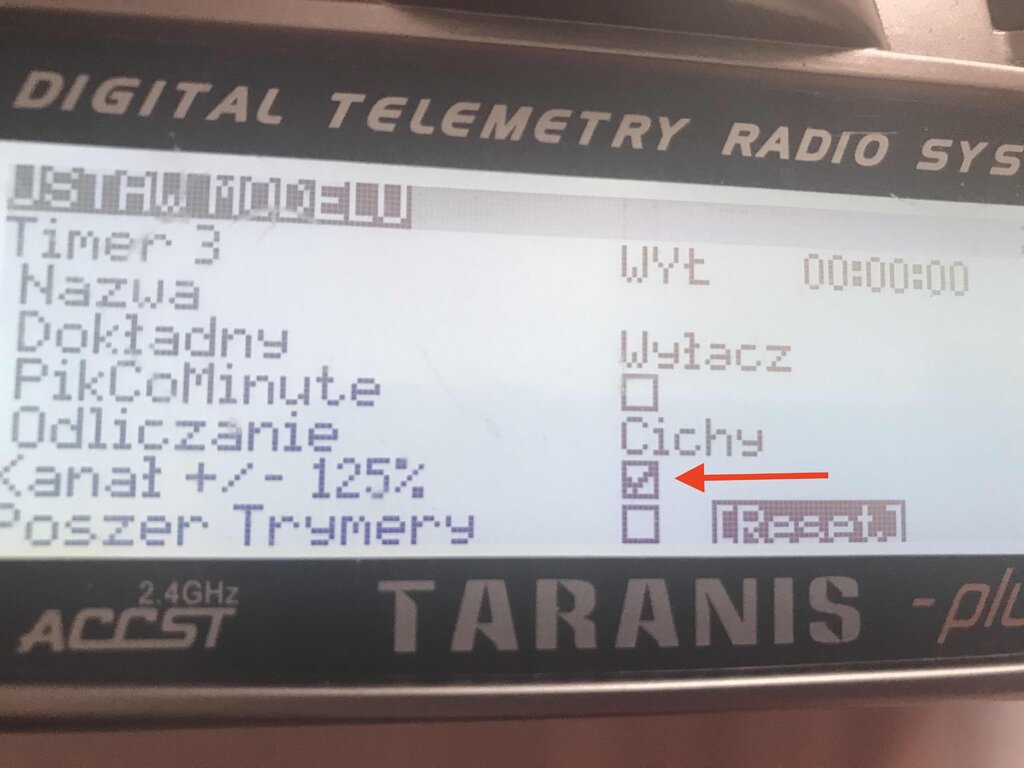 DIGITAL TELEMETRY RADIO SYS
USTAW MODELU
Timer 3 WYŁ 00:00:00
Nazwa
Dokładny Wyłacz
PikCoMinute
Odliczanie Cichy
Kanał +/- 125%
Poszer Trymery [Reset]
2.4GHz
ACCST TARANIS -plu